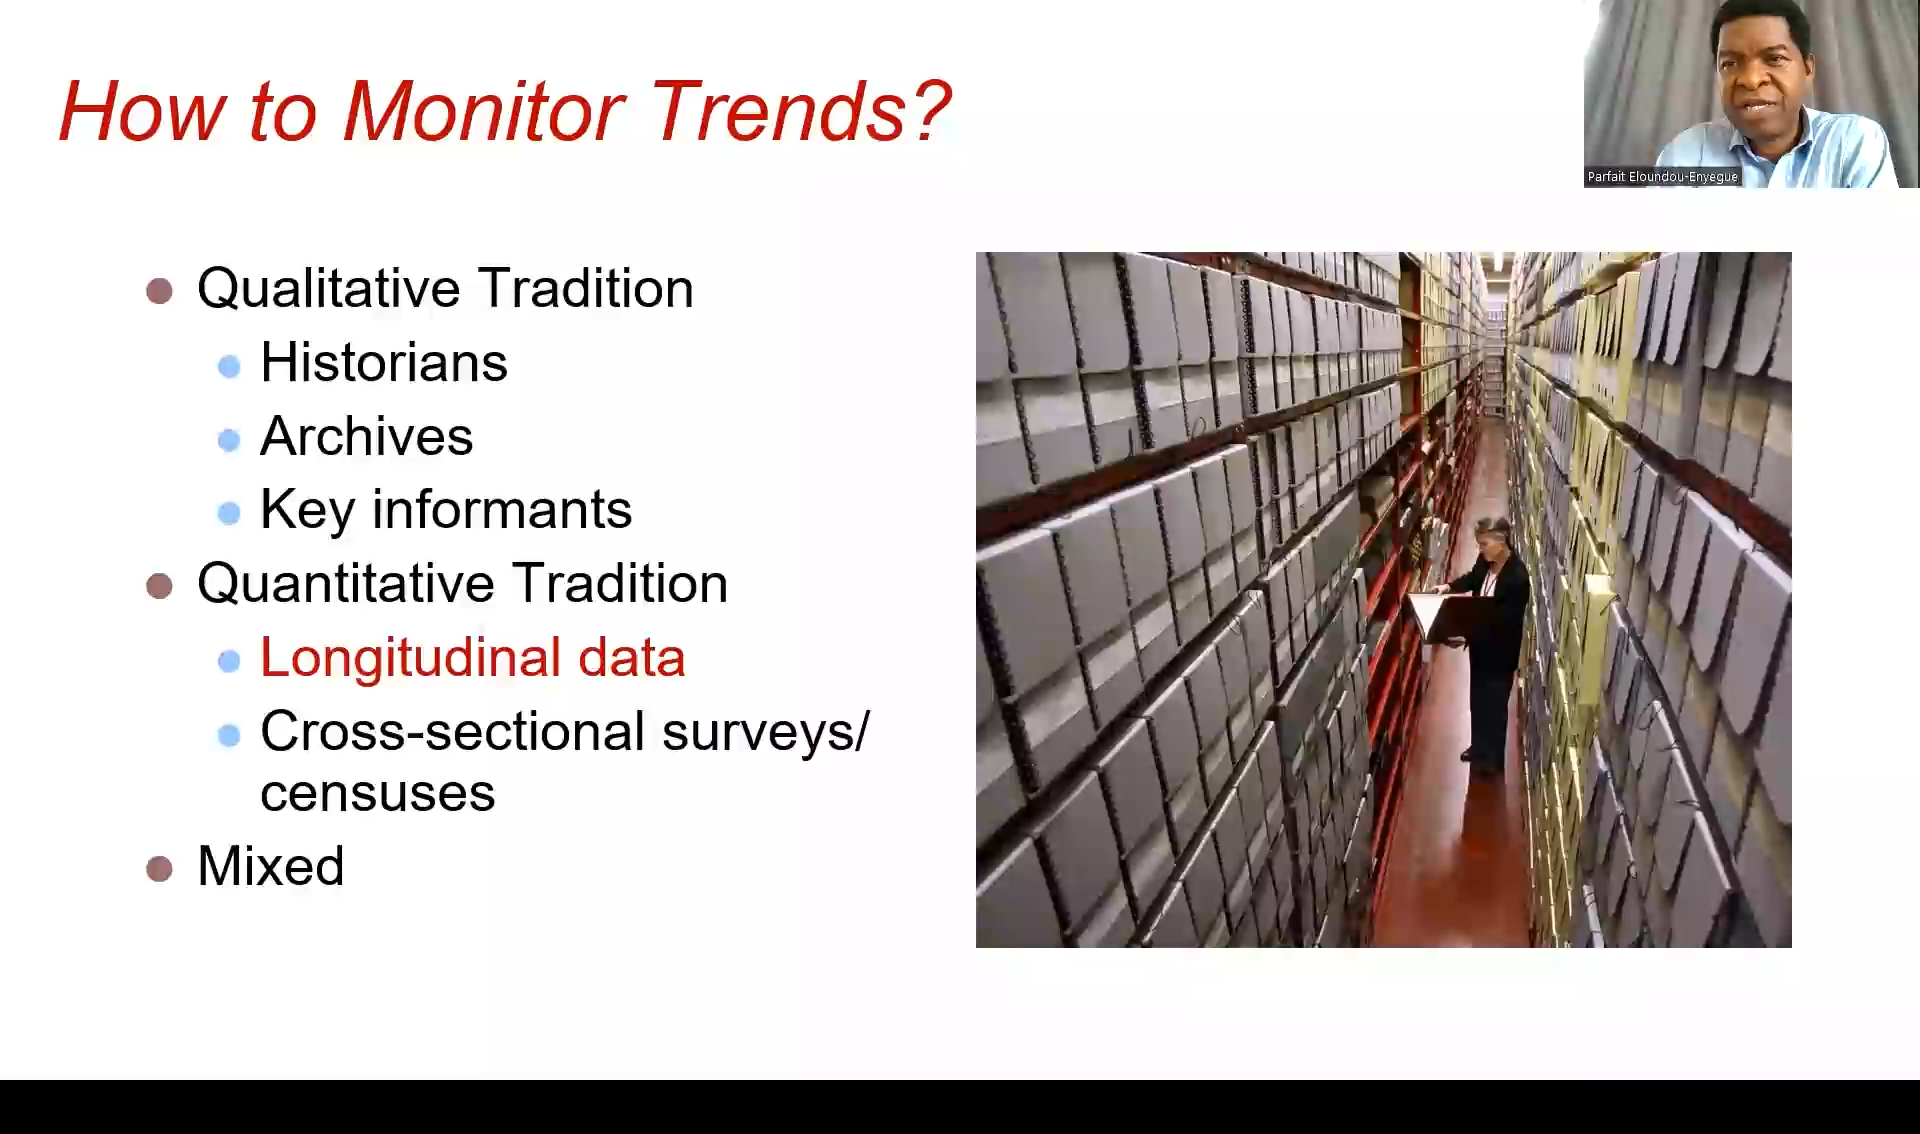 How to Monitor Trends?
Parfait Eloundou-Enyegue
Qualitative Tradition
Historians
Archives
Key informants
Quantitative Tradition
Longitudinal data
Cross-sectional surveys/
censuses
Mixed